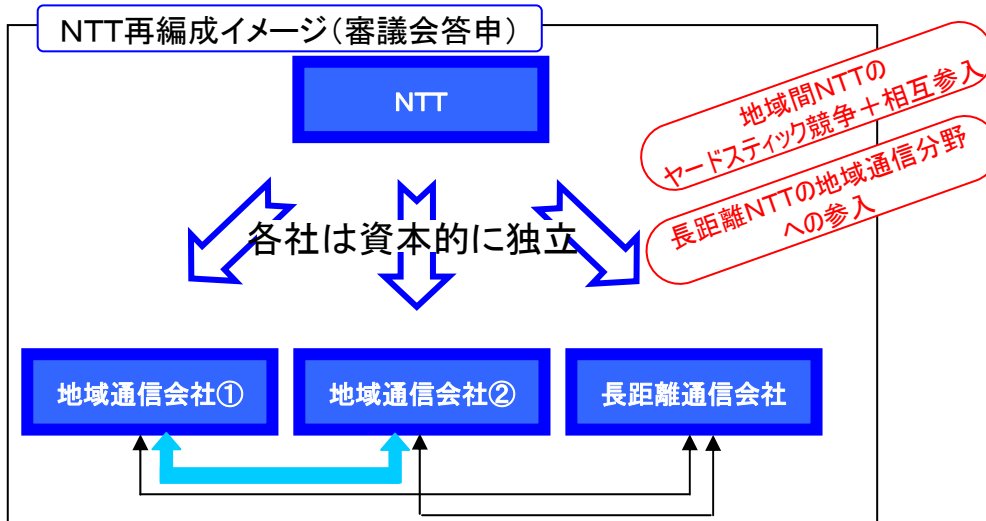 NTT再編成イメージ(審議会答申)
NTT
地域間NTTの
ヤードスティック競争+相互参入
長距離NTTの地域通信分野
への参入
各社は資本的に独立
地域通信会社①
地域通信会社②
長距離通信会社